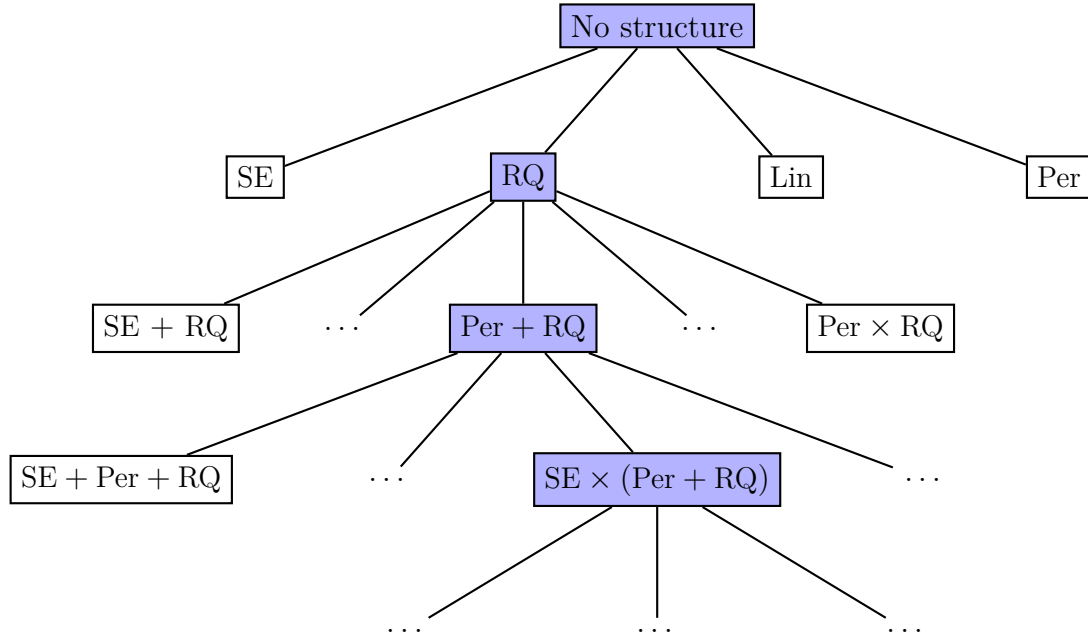 No structure
SE
RQ
Lin
Per
SE + RQ
...
Per + RQ
...
Per × RQ
SE + Per + RQ
...
SE × (Per + RQ)
...
...
...
...